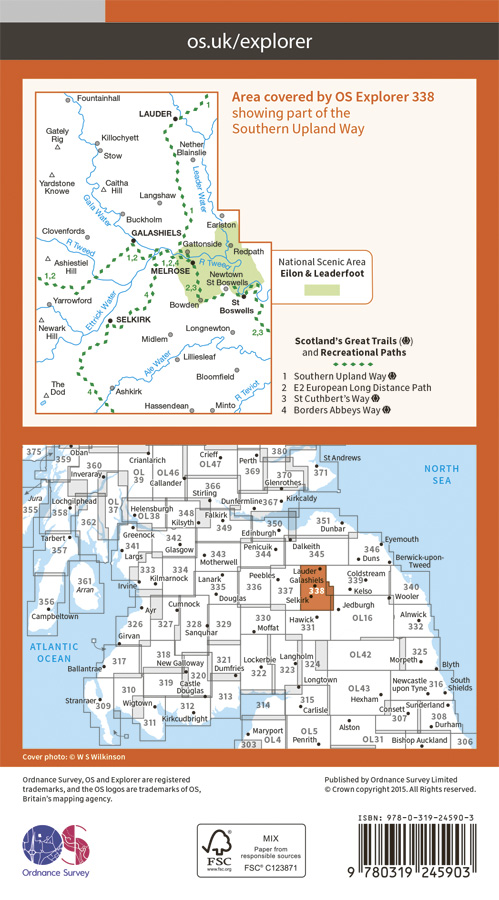 os.uk/explorer
Area covered by OS Explorer 338
showing part of the
Southern Upland Way
Fountainhall
LAUDER
1
Gately
Rig
Killochyett
Stow
Nether
Blainslie
Yardstone
Knowe
Caitha
Hill
Langshaw
Leader Water
Gala Water
Buckholm
1
Earlston
Clovenfords
GALASHIELS
Gattonside
Redpath
R Tweed
Ashiestiel
Hill
1,2
1,2,4
R Tweed
MELROSE
Newtown
St Boswells
1,2
4
2,3
Yarrowford
Ettrick Water
Bowden
St
Boswells
SELKIRK
Newark
Hill
Longnewton
2,3
Midlem
Ale Water
Lilliesleaf
Bloomfield
The
Dod
4
Ashkirk
R Teviot
Hassendean
Minto
National Scenic Area
Eilon & Leaderfoot
Scotland's Great Trails ( )
and Recreational Paths
1 Southern Upland Way
2 E2 European Long Distance Path
3 St Cuthbert's Way
4 Borders Abbeys Way
375
Oban
359
Crianlarich
Crieff
OL47
Perth
380
St Andrews
NORTH
SEA
360
Inveraray
OL
39
OL46
Callander
369
370
Glenrothes
371
Jura
355
Lochgilphead
358
OL
37
366
Stirling
Dunfermline
367
Kirkcaldy
362
Helensburgh
OL38
348
Kilsyth
Falkirk
349
350
Edinburgh
351
Dunbar
Tarbert
357
Greenock
341
342
Glasgow
Penicuik
344
Dalkeith
345
346
Duns
Eyemouth
Berwick-upon-
Tweed
Largs
343
Motherwell
361
Arran
333
334
Irvine
Kilmarnock
Lanark
335
Peebles
337
Lauder
Galashiels
338
Selkirk
Coldstream
339
Kelso
340
Wooler
356
Campbeltown
Ayr
Cumnock
Douglas
336
Jedburgh
326
327
328
329
Sanquhar
330
Moffat
Hawick
331
OL16
Alnwick
332
ATLANTIC
OCEAN
Girvan
Ballantrae
317
318
New Galloway
321
Dumfries
Lockerbie
322
Langholm
323
324
OL42
325
Morpeth
Blyth
319
320
Castle
Douglas
Longtown
OL43
Hexham
Newcastle
upon Tyne
316
South
Shields
Stranraer
309
310
Wigtown
311
312
Kirkcudbright
313
314
315
Carlisle
Consett
307
Sunderland
308
Durham
Maryport
303
OL4
OL5
Penrith
Alston
OL31
Bishop Auckland
306
Cover photo: © W S Wilkinson
Ordnance Survey, OS and Explorer are registered
trademarks, and the OS logos are trademarks of OS,
Britain's mapping agency.
Published by Ordnance Survey Limited
© Crown copyright 2015. All Rights reserved.
OS
Ordnance Survey
FSC
www.fsc.org
MIX
Paper from
responsible sources
FSC® C123871
ISBN: 978-0-319-24590-3
9 780319 245903